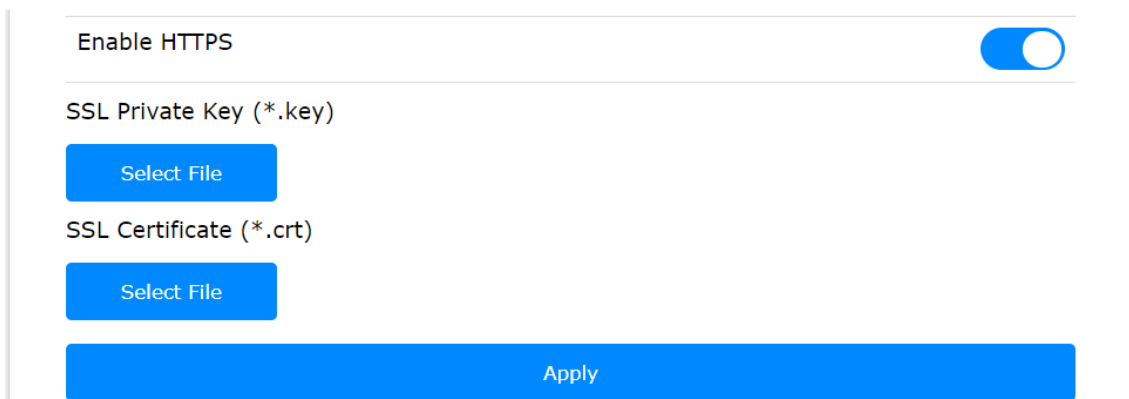 Enable HTTPS
SSL Private Key (*.key)
Select File
SSL Certificate (*.crt)
Select File
Apply